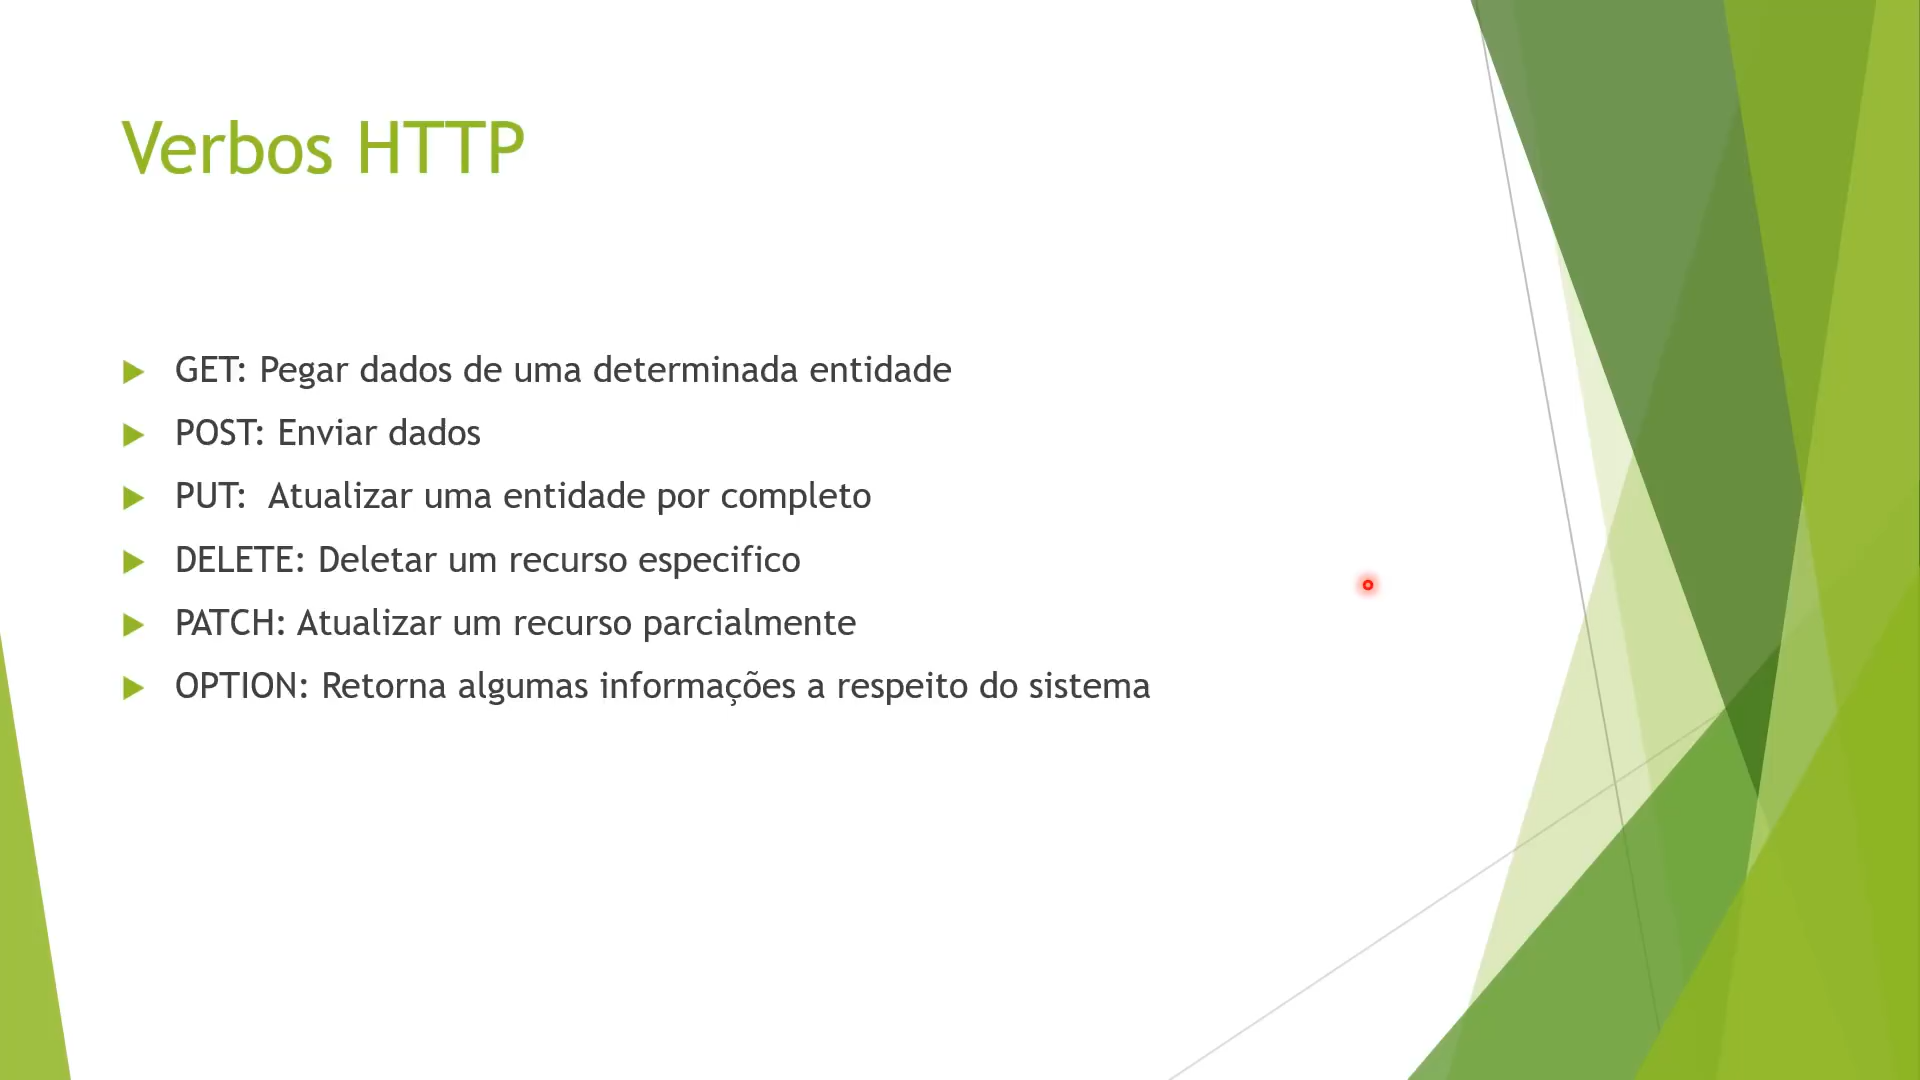 Verbos HTTP
GET: Pegar dados de uma determinada entidade
POST: Enviar dados
PUT:  Atualizar uma entidade por completo
DELETE: Deletar um recurso especifico
PATCH: Atualizar um recurso parcialmente
OPTION: Retorna algumas informações a respeito do sistema